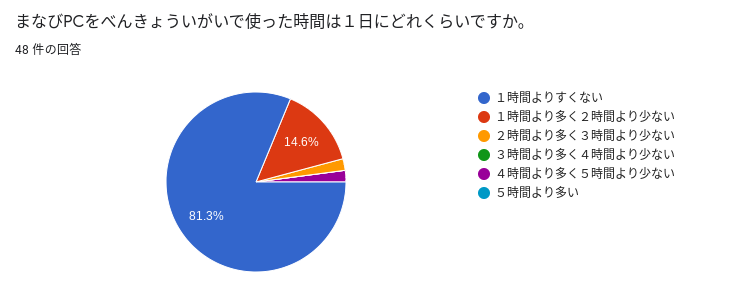 まなびPCをべんきょういがいで使った時間は１日にどれくらいですか。
48 件の回答
１時間よりすくない
１時間より多く２時間より少ない
２時間より多く３時間より少ない
３時間より多く４時間より少ない
４時間より多く５時間より少ない
５時間より多い
14.6%
81.3%